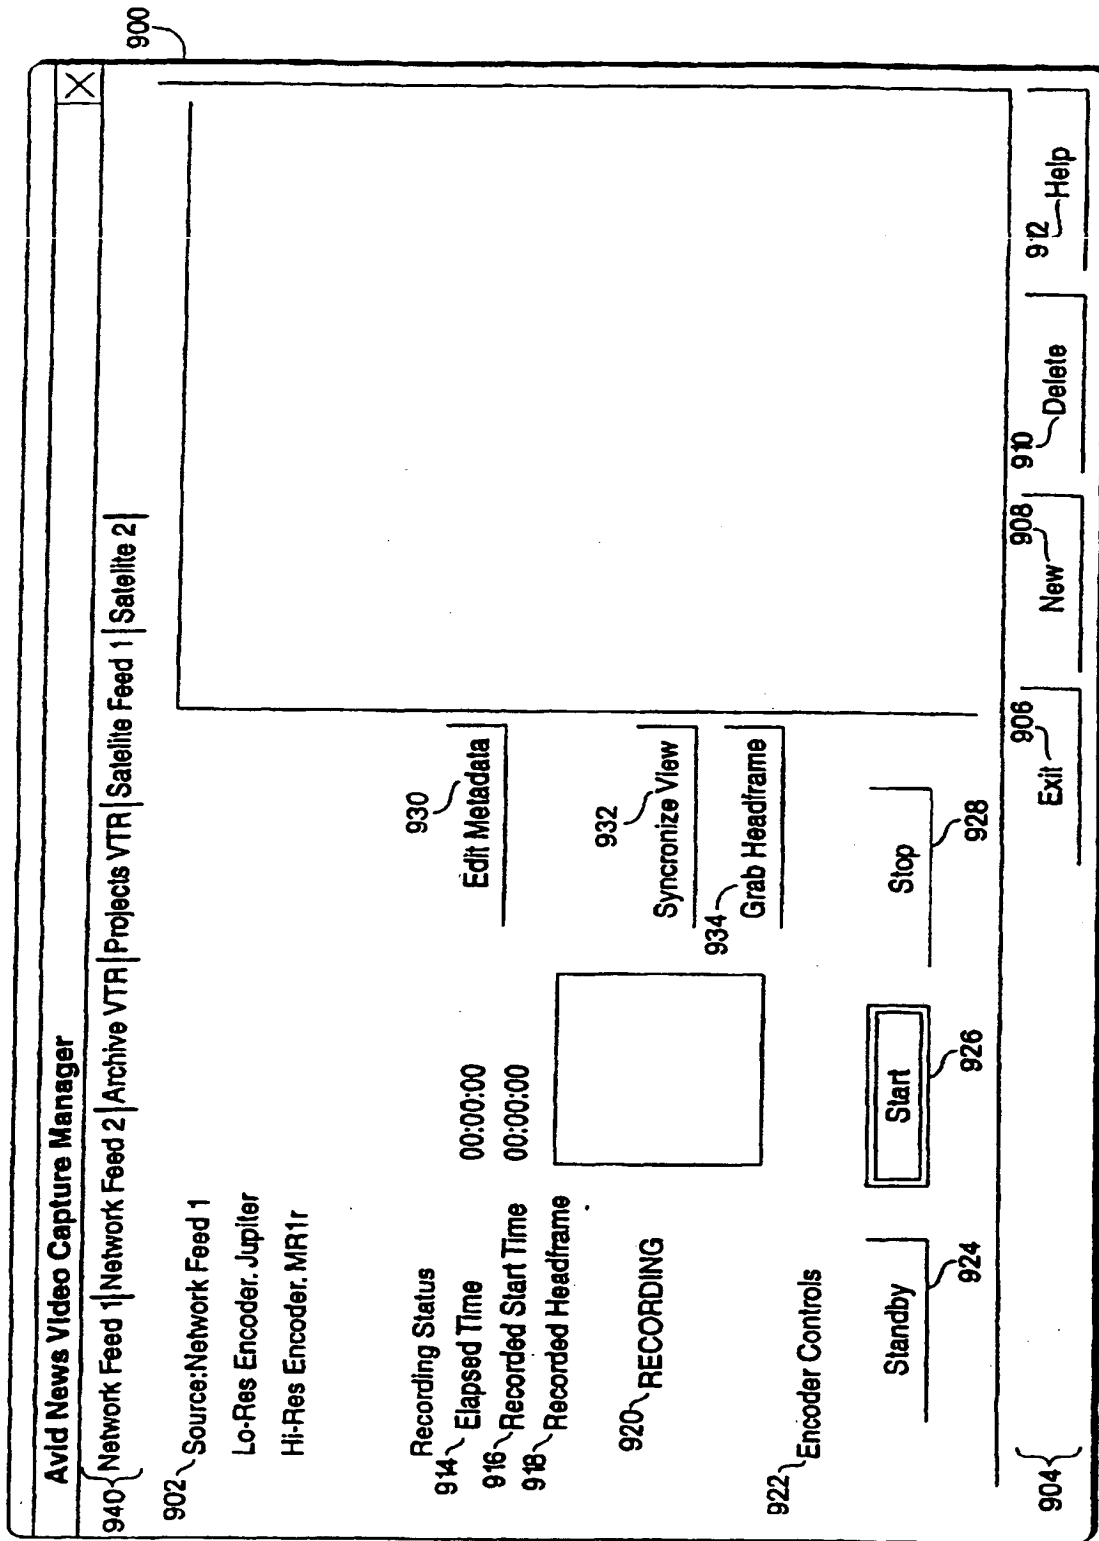 900
Avid News Video Capture Manager
940 Network Feed 1 | Network Feed 2 | Archive VTR | Projects VTR | Satellite Feed 1 | Satelite 2 |
902 Source:Network Feed 1
Lo-Res Encoder. Jupiter
Hi-Res Encoder. MR1r
Recording Status
930
914 Elapsed Time 00:00:00 Edit Metadata
916 Recorded Start Time 00:00:00
918 Recorded Headframe
932
920 RECORDING Syncronize View
934
Grab Headframe
922 Encoder Controls
Standby Start Stop
924 926 928
904 906 908 910 912
Exit New Delete Help